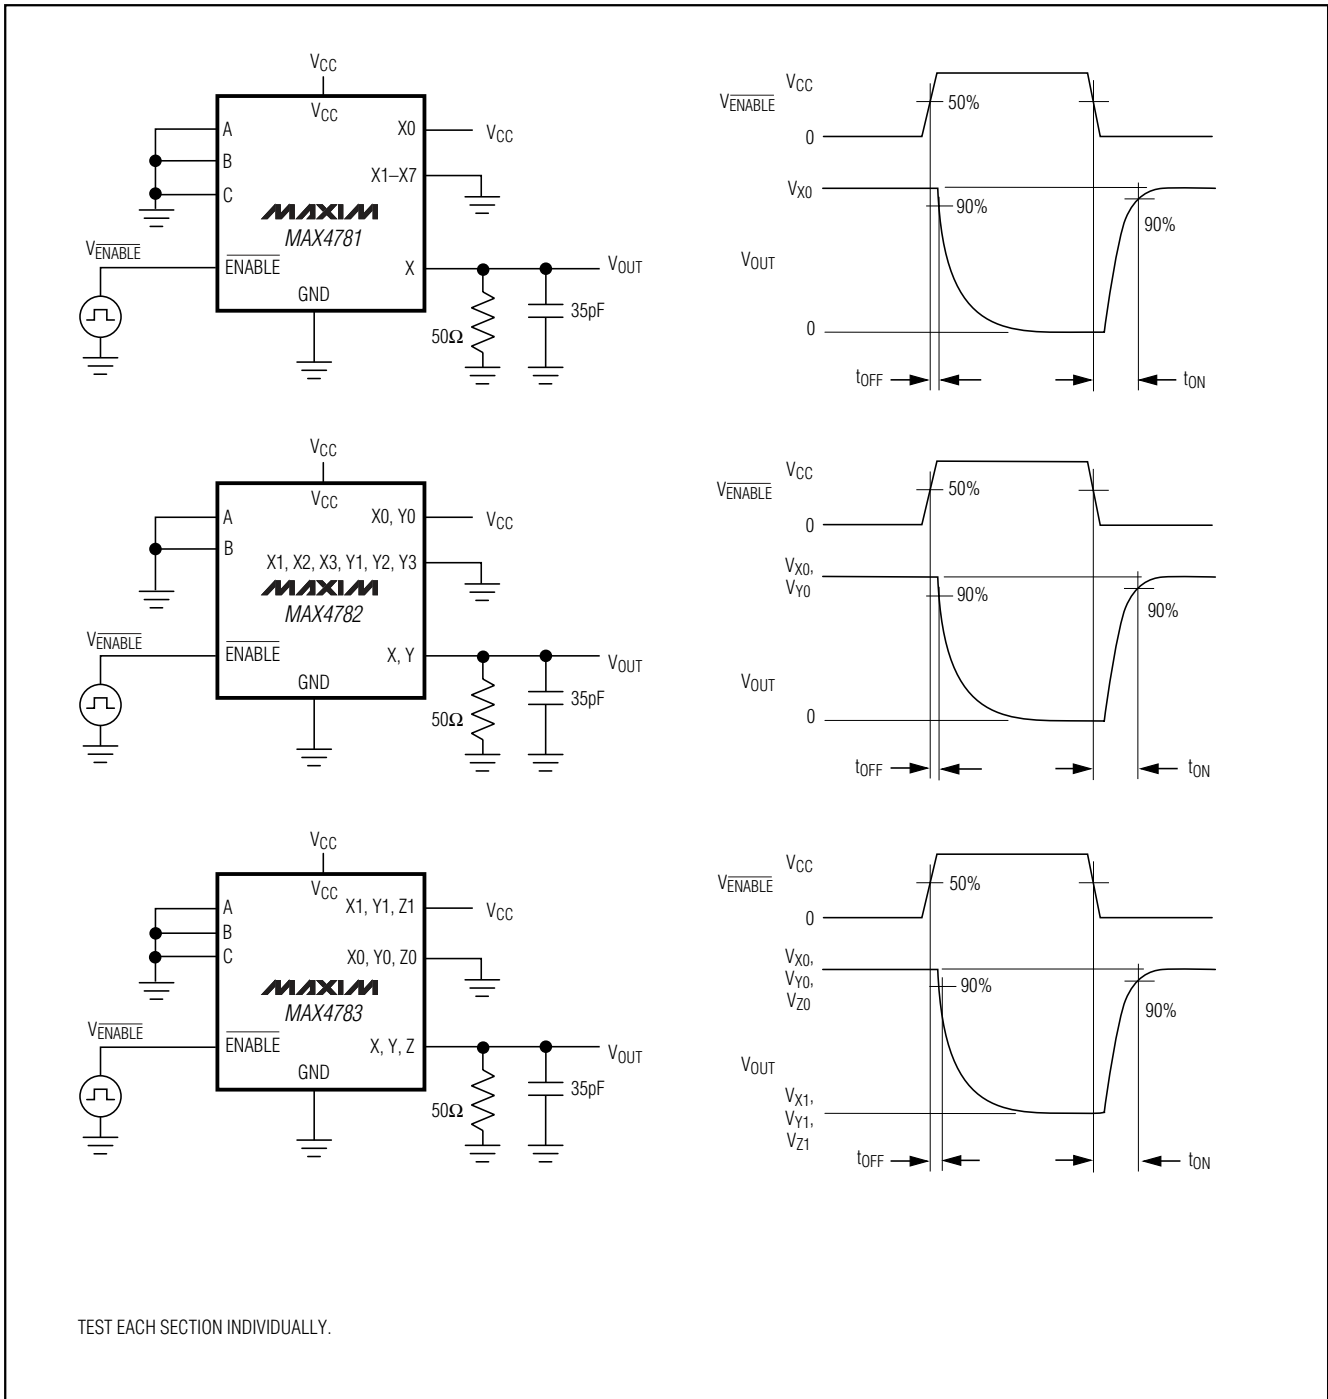 VCC
VCC
A
X0
VCC
B
X1–X7
C
MAXIM
MAX4781
VENABLE
ENABLE
X
VOUT
GND
50Ω
35pF
VCC
VENABLE
50%
0
VX0
90%
90%
VOUT
0
tOFF
tON
VCC
VCC
A
X0, Y0
VCC
B
X1, X2, X3, Y1, Y2, Y3
MAXIM
MAX4782
VENABLE
ENABLE
X, Y
VOUT
GND
50Ω
35pF
VCC
VENABLE
50%
0
VX0,
VY0
90%
90%
VOUT
0
tOFF
tON
VCC
VCC
A
X1, Y1, Z1
VCC
B
C
X0, Y0, Z0
MAXIM
MAX4783
VENABLE
ENABLE
X, Y, Z
VOUT
GND
50Ω
35pF
VCC
VENABLE
50%
0
VX0,
VY0,
VZ0
90%
90%
VOUT
VX1,
VY1,
VZ1
tOFF
tON
TEST EACH SECTION INDIVIDUALLY.